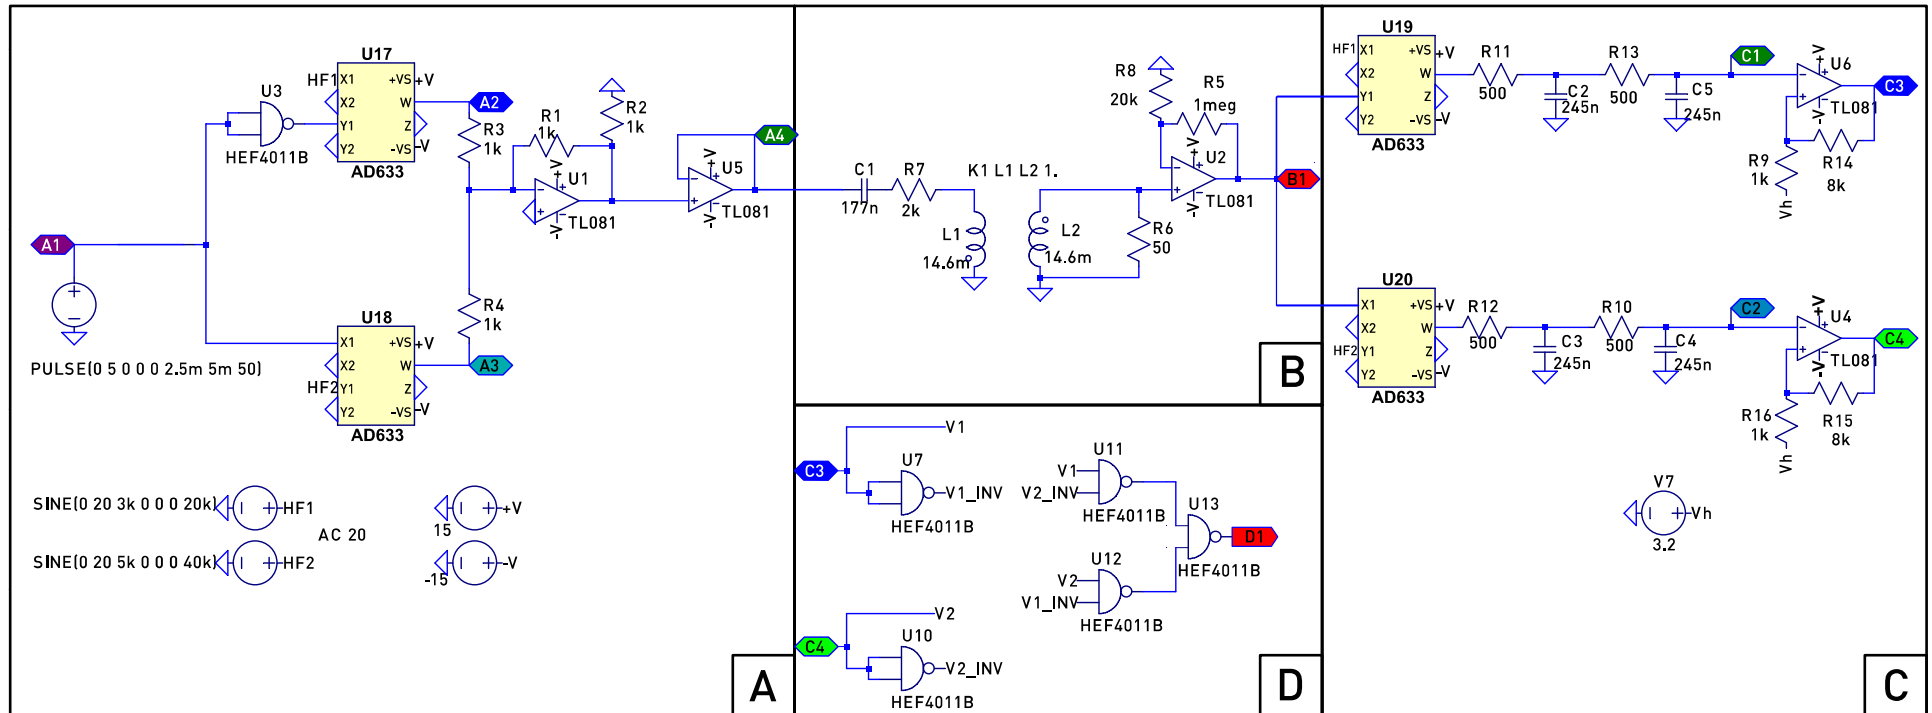 U17
HF1
X1
+VS
+V
X2
W
Y1
Z
Y2
-VS
-V
AD633
U3
HEF4011B
A2
R3
1k
R1
1k
R2
1k
U1
+V
-V
TL081
U5
+V
-V
TL081
A4
A1
PULSE(0 5 0 0 0 2.5m 5m 50)
R4
1k
A3
U18
X1
+VS
+V
X2
W
HF2
Y1
Z
Y2
-VS
-V
AD633
SINE(0 20 3k 0 0 0 20k)
HF1
AC 20
SINE(0 20 5k 0 0 0 40k)
HF2
15
+V
-15
-V
A
C1
177n
R7
2k
K1 L1 L2 1.
L1
14.6m
L2
14.6m
R6
50
R8
20k
R5
1meg
U2
+V
-V
TL081
B1
B
C3
V1
U7
V1_INV
HEF4011B
C4
V2
U10
V2_INV
HEF4011B
U11
V1
V2_INV
HEF4011B
U12
V2
V1_INV
HEF4011B
U13
HEF4011B
D1
D
U19
HF1
X1
+VS
+V
X2
W
Y1
Z
Y2
-VS
-V
AD633
R11
500
C2
245n
R13
500
C5
245n
C1
U6
+V
-V
TL081
C3
R9
1k
Vh
R14
8k
U20
X1
+VS
+V
X2
W
HF2
Y1
Z
Y2
-VS
-V
AD633
R12
500
C3
245n
R10
500
C4
245n
C2
U4
+V
-V
TL081
C4
R16
1k
Vh
R15
8k
V7
Vh
3.2
C